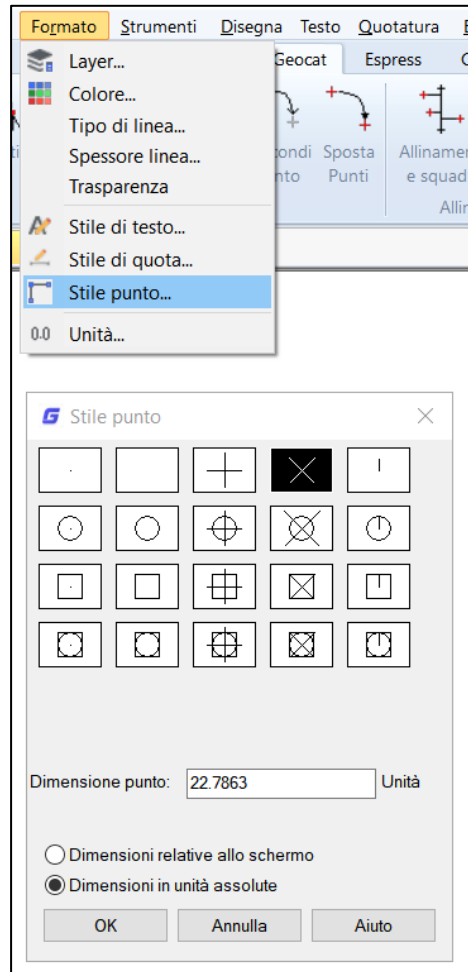 Formato Strumenti Disegna Testo Quotatura
Layer...
Geocat Espress
Colore...
Tipo di linea...
Spessore linea...
Sposta
Punti
e
Trasparenza
Stile di testo...
Stile di quota...
Stile punto...
0.0 Unità...
Stile punto
Dimensione punto: 22.7863 Unità
Dimensioni relative allo schermo
Dimensioni in unità assolute
OK Annulla Aiuto